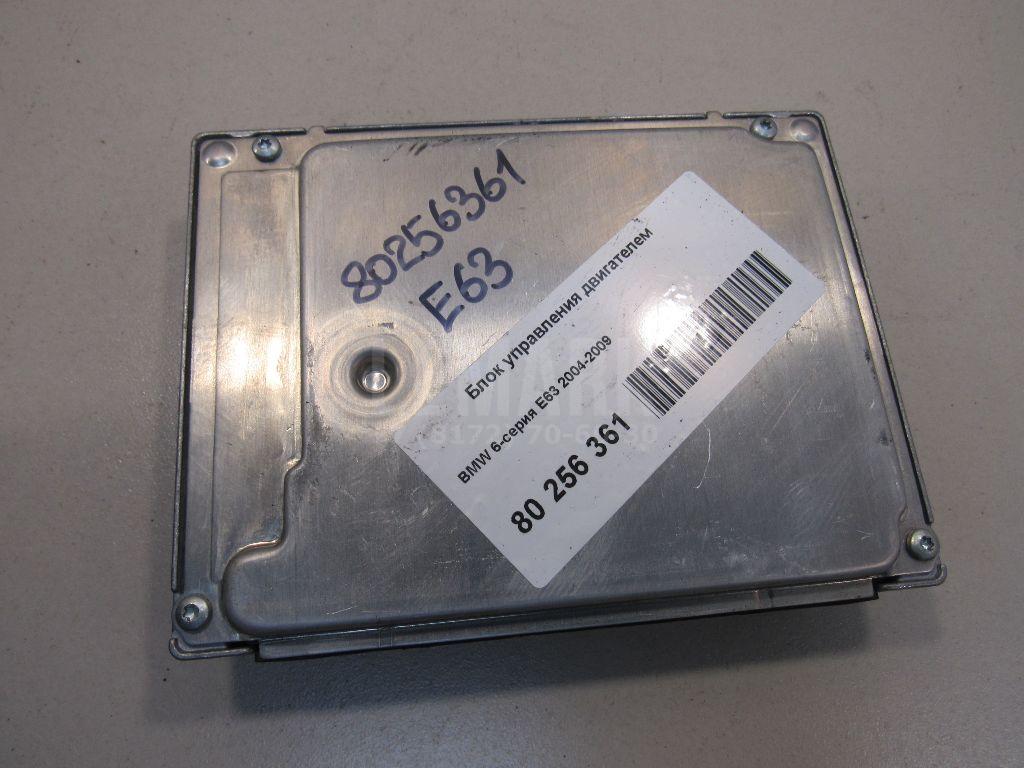 80256361
E63
Блок управления двигателем
BMW 6-серия E63 2004-2009
80 256 361